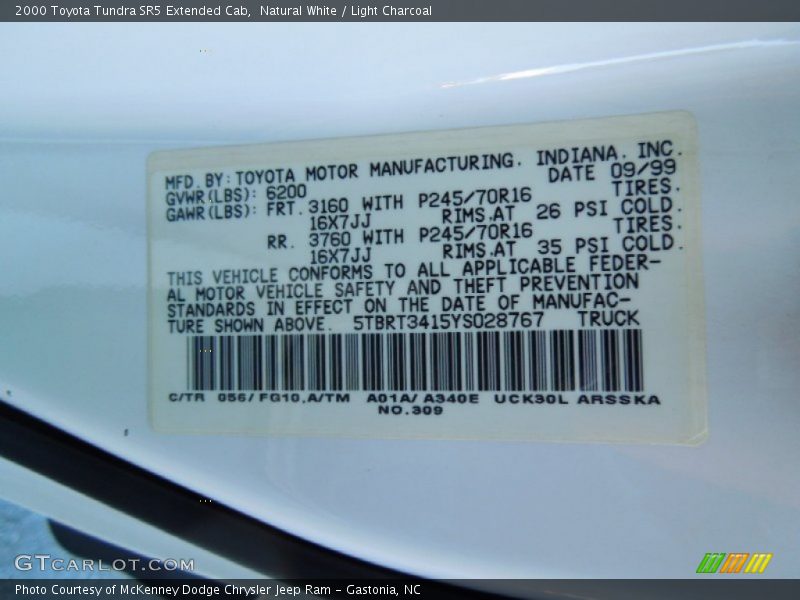 2000 Toyota Tundra SR5 Extended Cab, Natural White / Light Charcoal
MFD. BY: TOYOTA MOTOR MANUFACTURING. INDIANA. INC.
DATE 09/99
GVWR(LBS): 6200
GAWR(LBS): FRT. 3160 WITH P245/70R16 TIRES.
16X7JJ RIMS.AT 26 PSI COLD.
RR. 3760 WITH P245/70R16 TIRES.
16X7JJ RIMS.AT 35 PSI COLD.
THIS VEHICLE CONFORMS TO ALL APPLICABLE FEDER-
AL MOTOR VEHICLE SAFETY AND THEFT PREVENTION
STANDARDS IN EFFECT ON THE DATE OF MANUFAC-
TURE SHOWN ABOVE. 5TBRT3415YS028767 TRUCK
C/TR 056/FG10,A/TM A01A/A340E UCK30L ARSSKA
NO.309
GTCARLOT.COM
Photo Courtesy of McKenney Dodge Chrysler Jeep Ram - Gastonia, NC